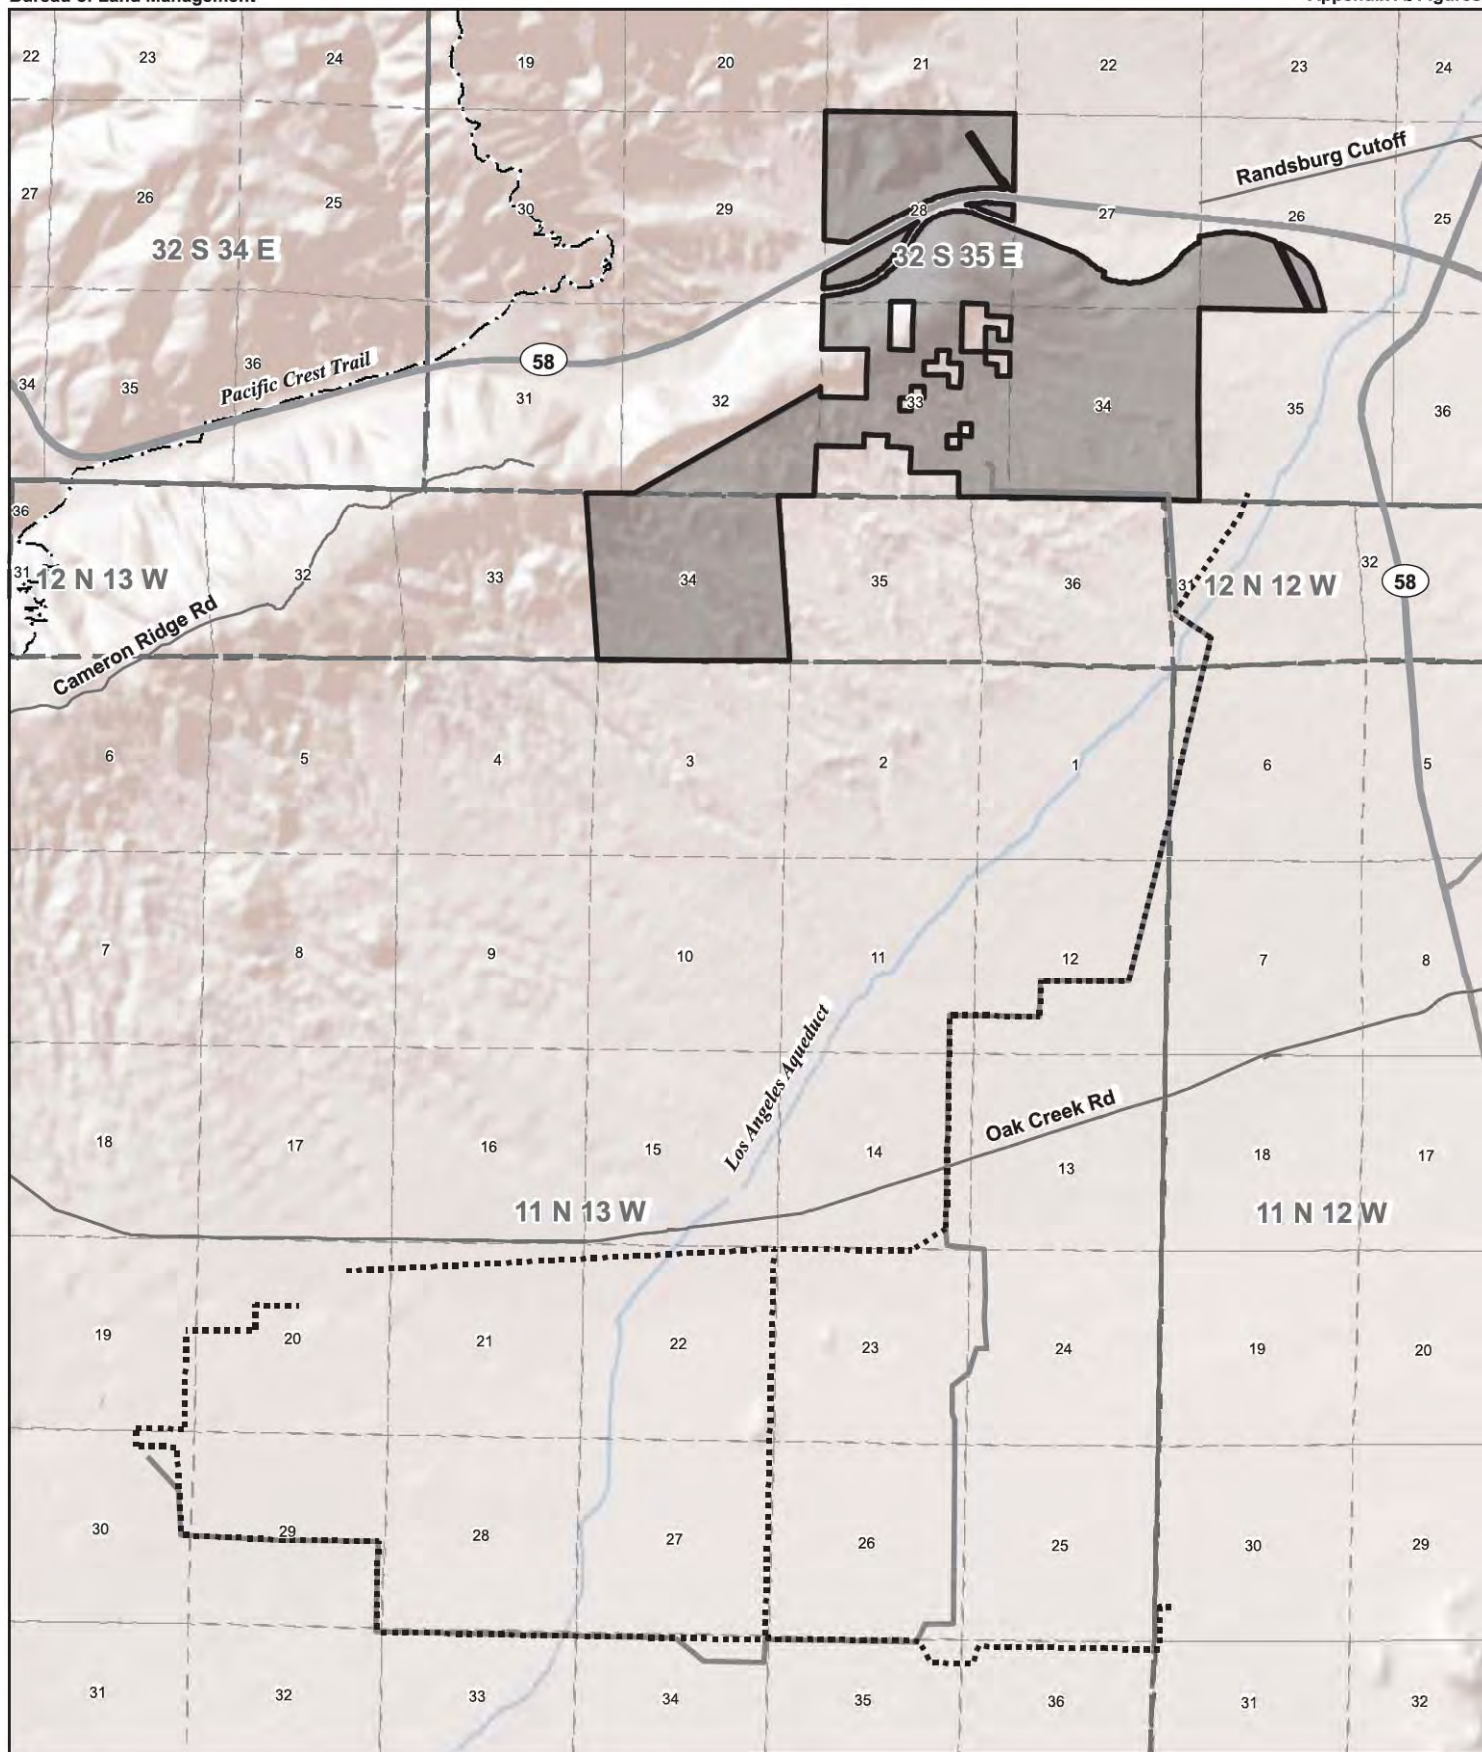 22 23 24 19 20 21 22 23 24
Randsburg Cutoff
27 26 25 30 29 28 27 26 25
32 S 34 E
32 S 35 E
34 35 36
Pacific Crest Trail
58
31 32 33 34 35 36
36
31 12 N 13 W 32 33 34 35 36 31 12 N 12 W 32 58
Cameron Ridge Rd
6 5 4 3 2 1 6 5
7 8 9 10 11 12 7 8
Los Angeles Aqueduct
Oak Creek Rd
18 17 16 15 14 13 18 17
11 N 13 W
11 N 12 W
19 20 21 22 23 24 19 20
30 29 28 27 26 25 30 29
31 32 33 34 35 36 31 32